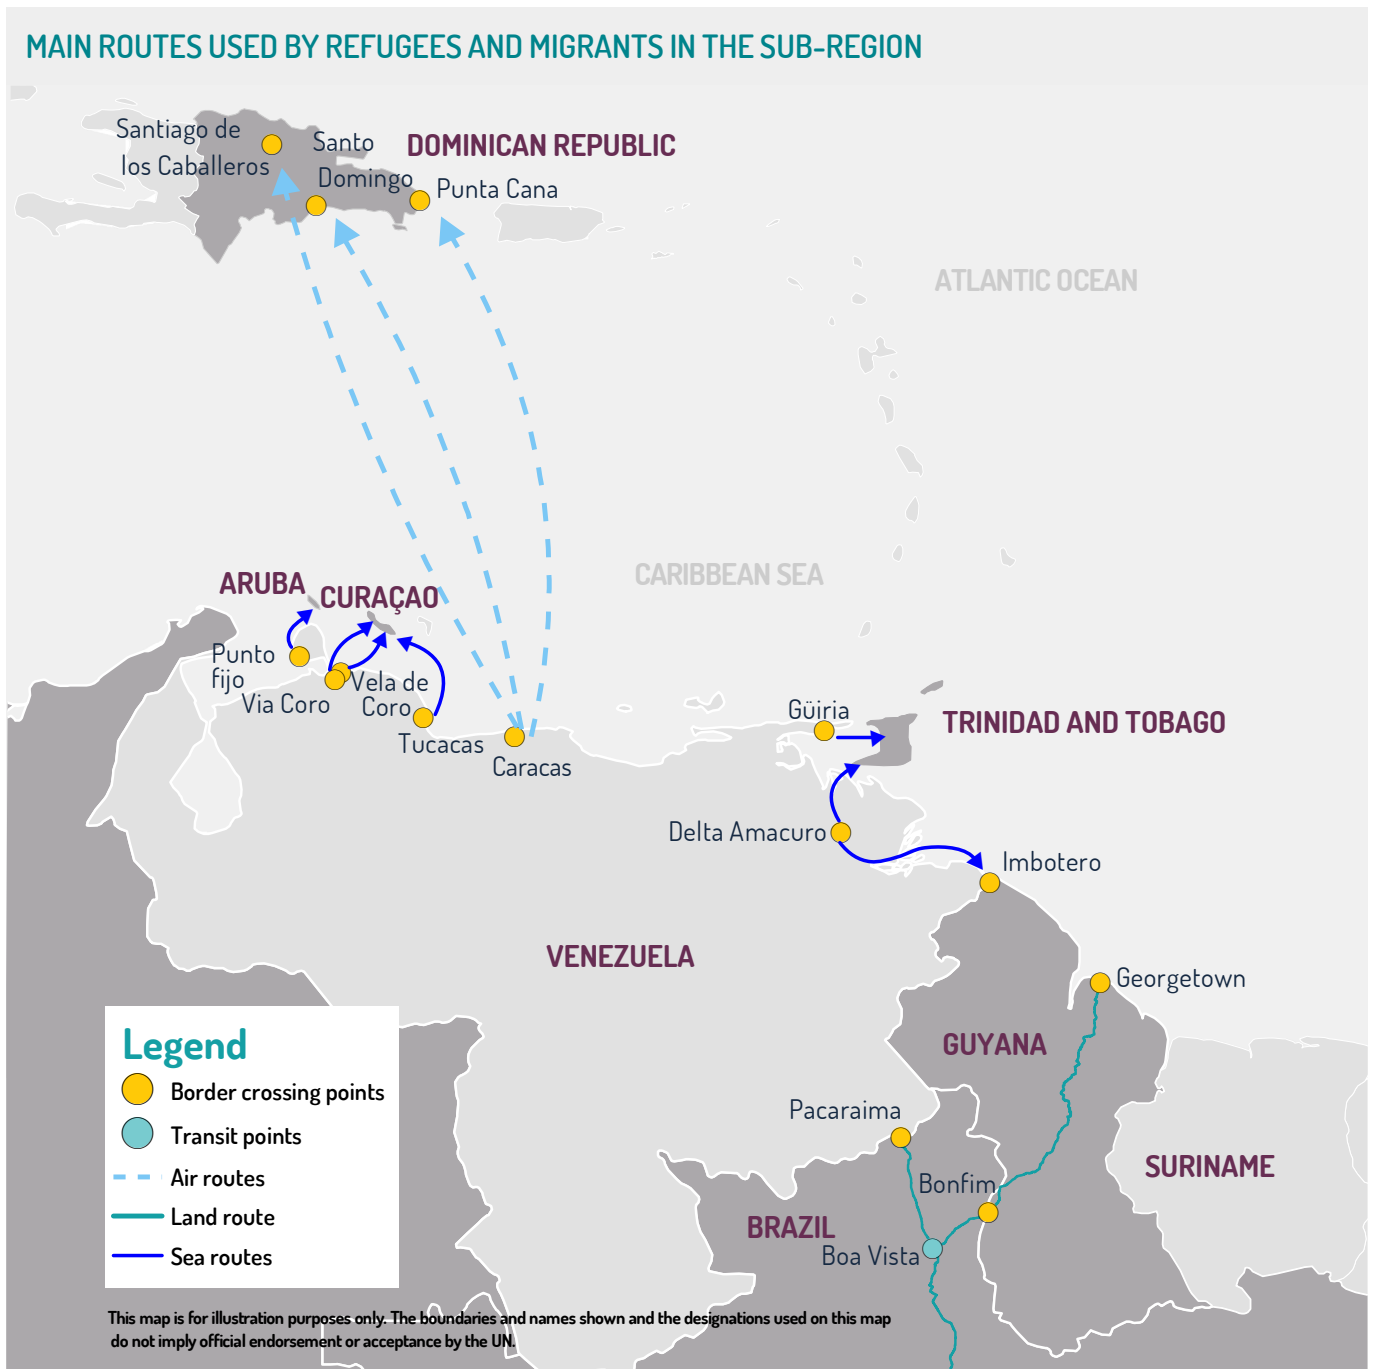 MAIN ROUTES USED BY REFUGEES AND MIGRANTS IN THE SUB-REGION
Santiago de
los Caballeros
Santo
Domingo
DOMINICAN REPUBLIC
Punta Cana
ATLANTIC OCEAN
CARIBBEAN SEA
ARUBA
CURAÇAO
Punto
fijo
Via Coro
Vela de
Coro
Tucacas
Caracas
Güiria
TRINIDAD AND TOBAGO
Delta Amacuro
Imbotero
VENEZUELA
Georgetown
GUYANA
Pacaraima
Bonfim
SURINAME
BRAZIL
Boa Vista
Legend
Border crossing points
Transit points
Air routes
Land route
Sea routes
This map is for illustration purposes only. The boundaries and names shown and the designations used on this map
do not imply official endorsement or acceptance by the UN.